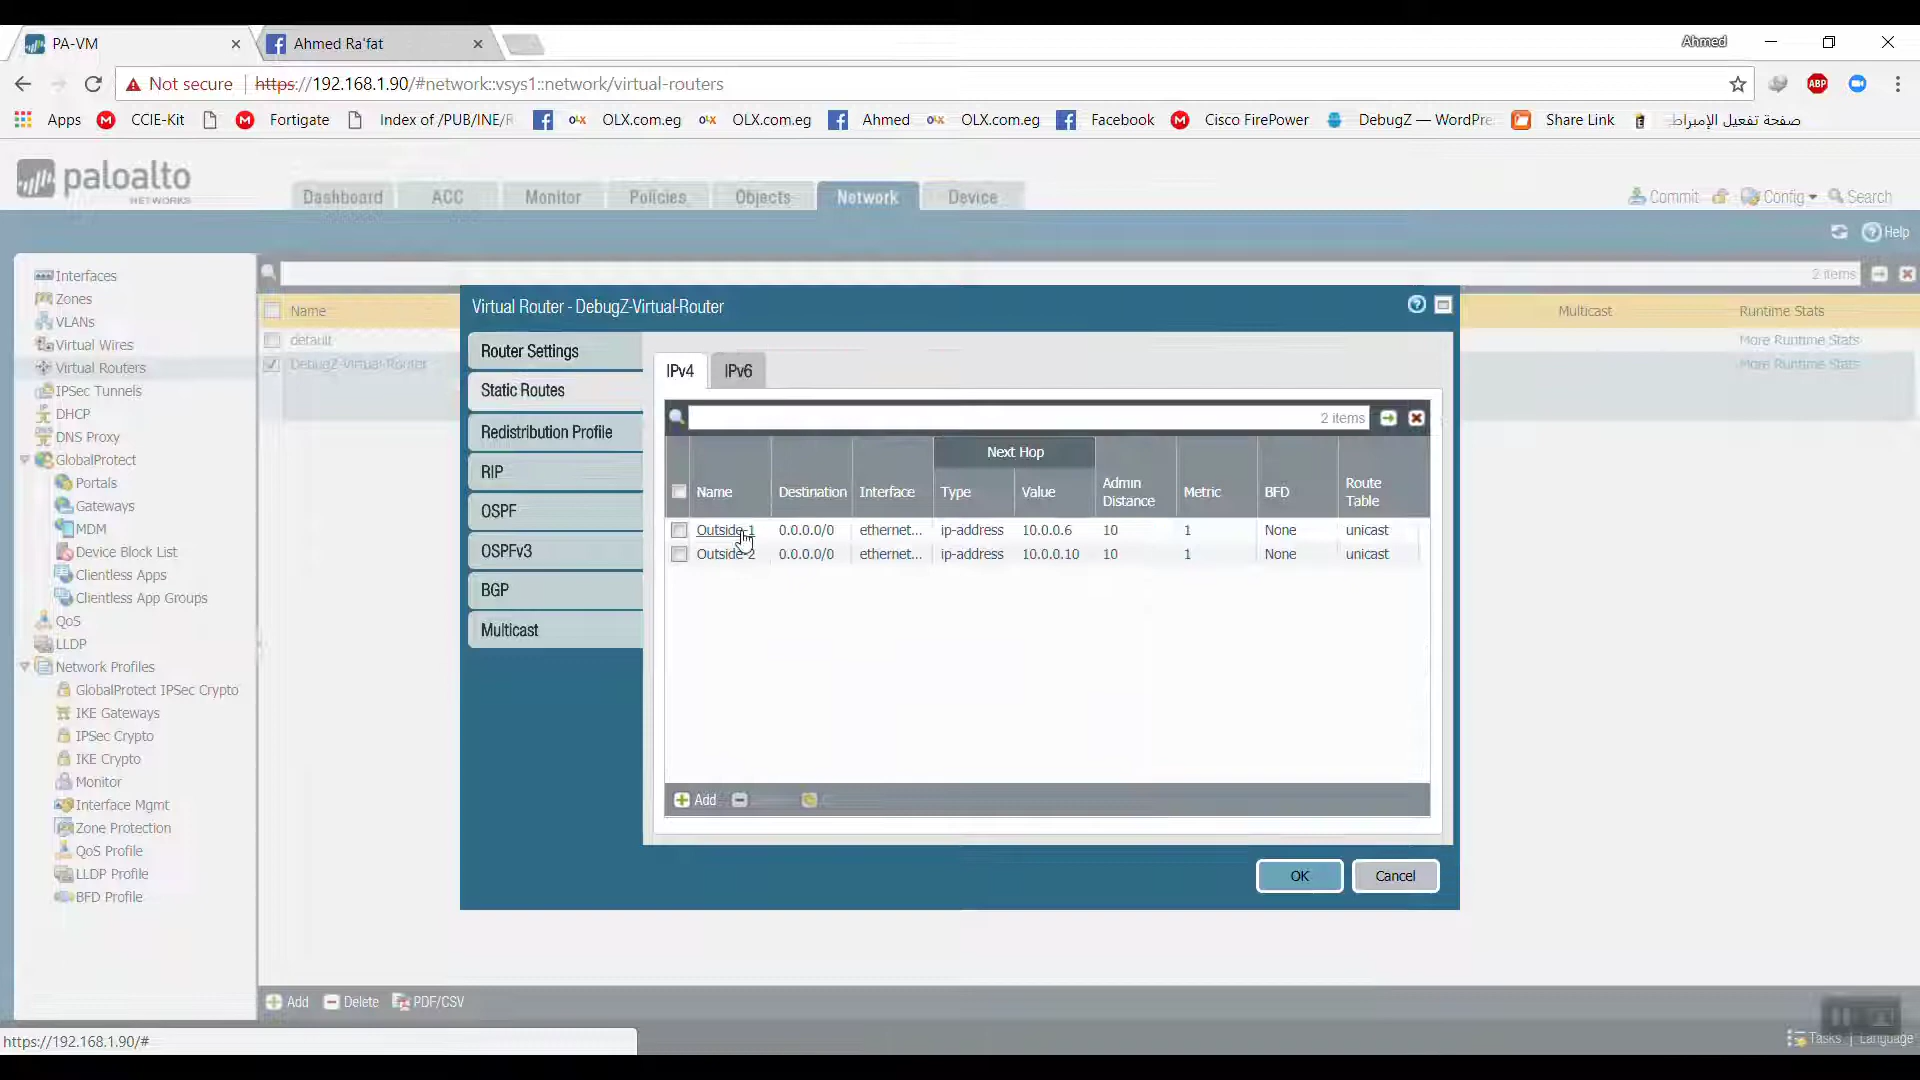 PA-VM
Ahmed Ra'fat
Ahmed
Not secure
https://192.168.1.90/#network::vsys1::network/virtual-routers
Apps
CCIE-Kit
Fortigate
Index of /PUB/INE/R
OLX.com.eg
OLX.com.eg
Ahmed
OLX.com.eg
Facebook
Cisco FirePower
DebugZ — WordPre
Share Link
صفحة تفعيل الإمبراط
ABP
paloalto
NETWORKS
Dashboard
ACC
Monitor
Policies
Objects
Network
Device
Commit
Config
Search
Help
Interfaces
Zones
VLANs
Virtual Wires
Virtual Routers
IPSec Tunnels
DHCP
DNS Proxy
GlobalProtect
Portals
Gateways
MDM
Device Block List
Clientless Apps
Clientless App Groups
QoS
LLDP
Network Profiles
GlobalProtect IPSec Crypto
IKE Gateways
IPSec Crypto
IKE Crypto
Monitor
Interface Mgmt
Zone Protection
QoS Profile
LLDP Profile
BFD Profile
2 items
Name
Multicast
Runtime Stats
default
More Runtime Stats
DebugZ-Virtual-Router
More Runtime Stats
Virtual Router - DebugZ-Virtual-Router
Router Settings
Static Routes
Redistribution Profile
RIP
OSPF
OSPFv3
BGP
Multicast
IPv4
IPv6
2 items
Next Hop
Name
Destination
Interface
Type
Value
Admin Distance
Metric
BFD
Route Table
Outside-1 0.0.0.0/0 ethernet... ip-address 10.0.0.6 10 1 None unicast
Outside-2 0.0.0.0/0 ethernet... ip-address 10.0.0.10 10 1 None unicast
Add
OK
Cancel
Add
Delete
PDF/CSV
https://192.168.1.90/#
Tasks
Language